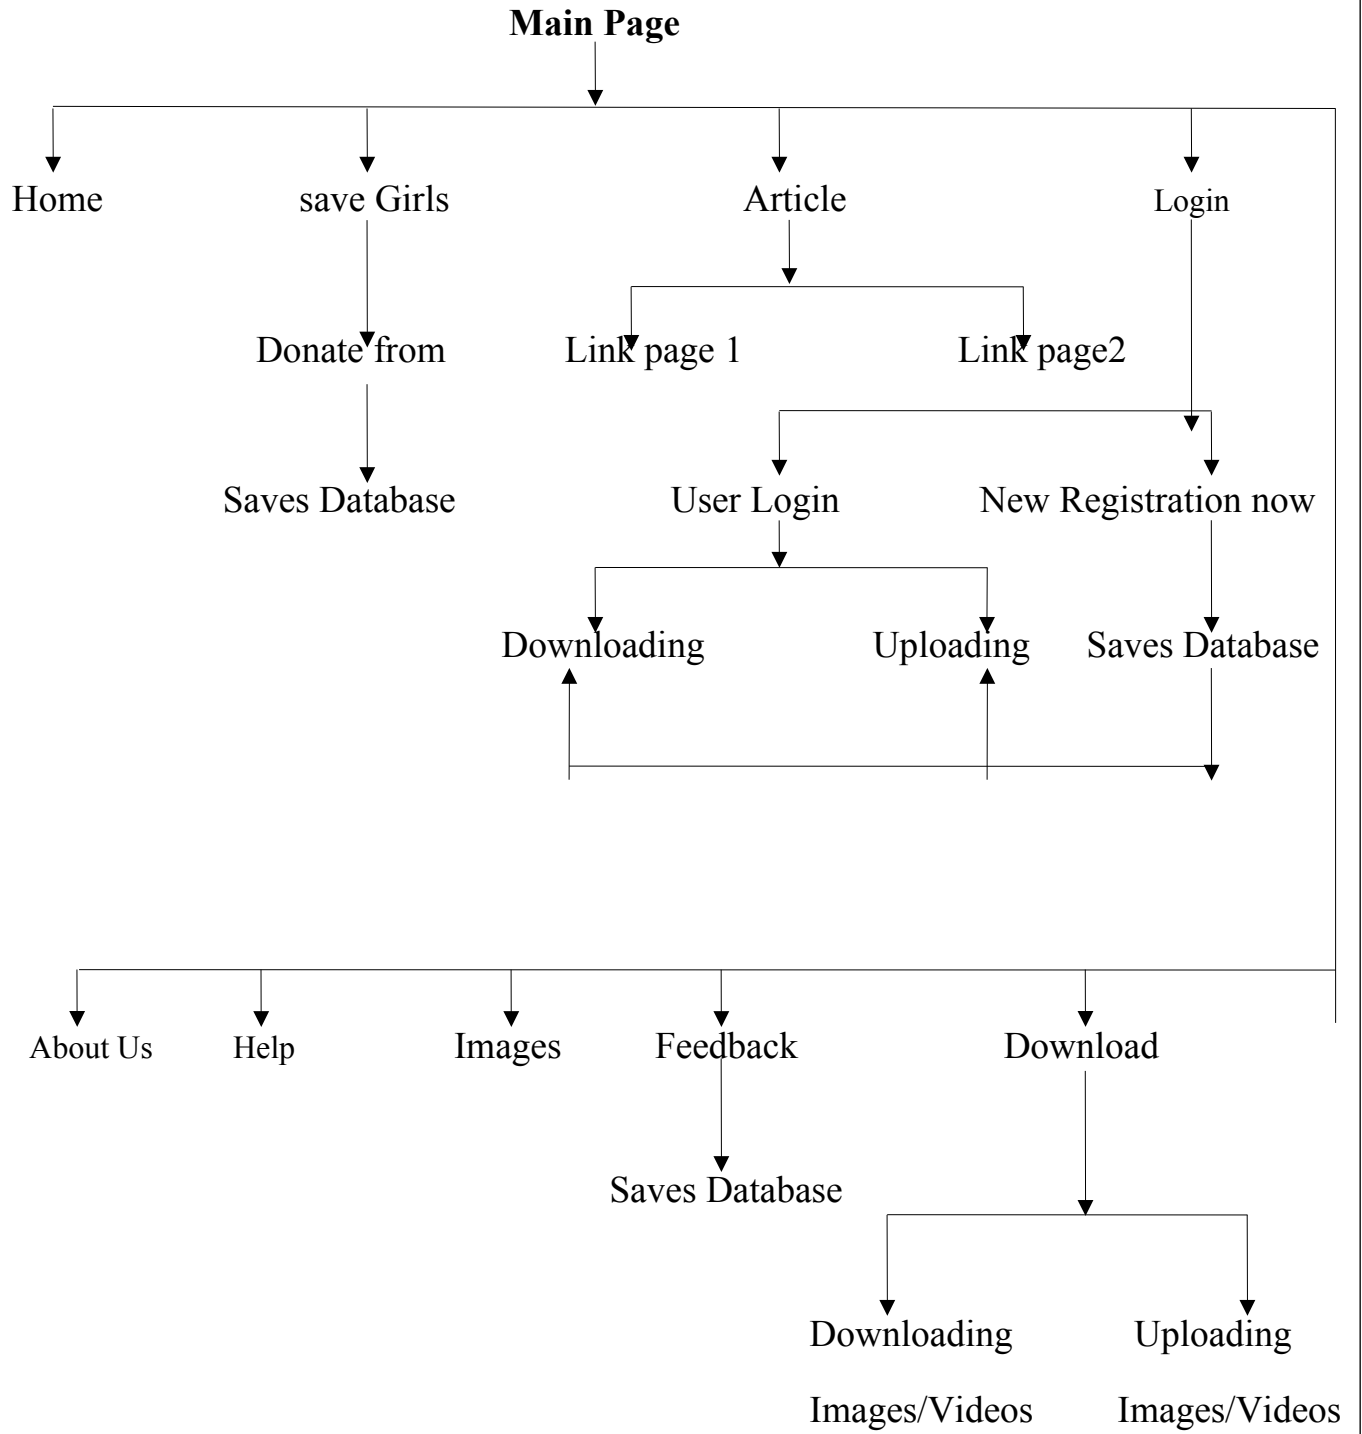 Main Page
Home save Girls Article Login
Donate from Link page 1 Link page2
Saves Database User Login New Registration now
Downloading Uploading Saves Database
About Us Help Images Feedback Download
Saves Database
Downloading Uploading
Images/Videos Images/Videos